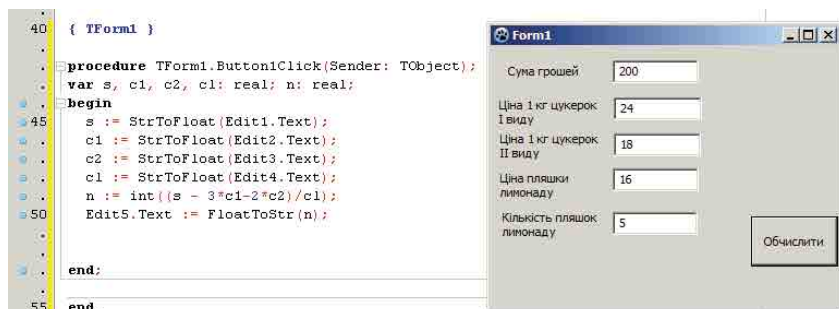 40 { TForm1 }
procedure TForm1.Button1Click(Sender: TObject);
var s, c1, c2, cl: real; n: real;
begin
45 s := StrToFloat(Edit1.Text);
c1 := StrToFloat(Edit2.Text);
c2 := StrToFloat(Edit3.Text);
cl := StrToFloat(Edit4.Text);
n := int((s - 3*c1-2*c2)/cl);
50 Edit5.Text := FloatToStr(n);
end;
55 end
Form1
Сума грошей 200
Ціна 1 кг цукерок
І виду
24
Ціна 1 кг цукерок
ІІ виду
18
Ціна пляшки
лимонаду
16
Кількість пляшок
лимонаду
5
Обчислити